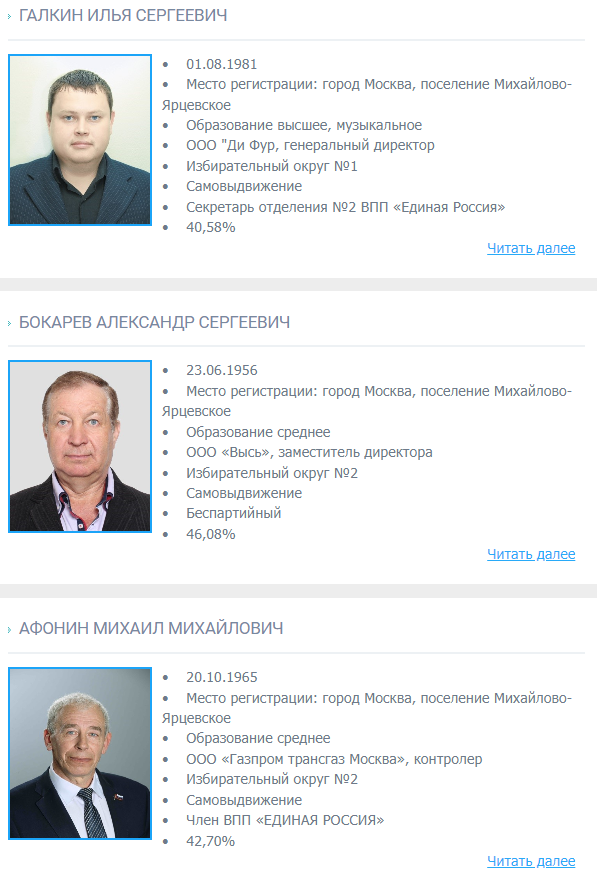 ГАЛКИН ИЛЬЯ СЕРГЕЕВИЧ
• 01.08.1981
• Место регистрации: город Москва, поселение Михайлово-
Ярцевское
• Образование высшее, музыкальное
• ООО "Ди Фур, генеральный директор
• Избирательный округ №1
• Самовыдвижение
• Секретарь отделения №2 ВПП «Единая Россия»
• 40,58%
Читать далее
БОКАРЕВ АЛЕКСАНДР СЕРГЕЕВИЧ
• 23.06.1956
• Место регистрации: город Москва, поселение Михайлово-
Ярцевское
• Образование среднее
• ООО «Высь», заместитель директора
• Избирательный округ №2
• Самовыдвижение
• Беспартийный
• 46,08%
Читать далее
АФОНИН МИХАИЛ МИХАЙЛОВИЧ
• 20.10.1965
• Место регистрации: город Москва, поселение Михайлово-
Ярцевское
• Образование среднее
• ООО «Газпром трансгаз Москва», контролер
• Избирательный округ №2
• Самовыдвижение
• Член ВПП «ЕДИНАЯ РОССИЯ»
• 42,70%
Читать далее